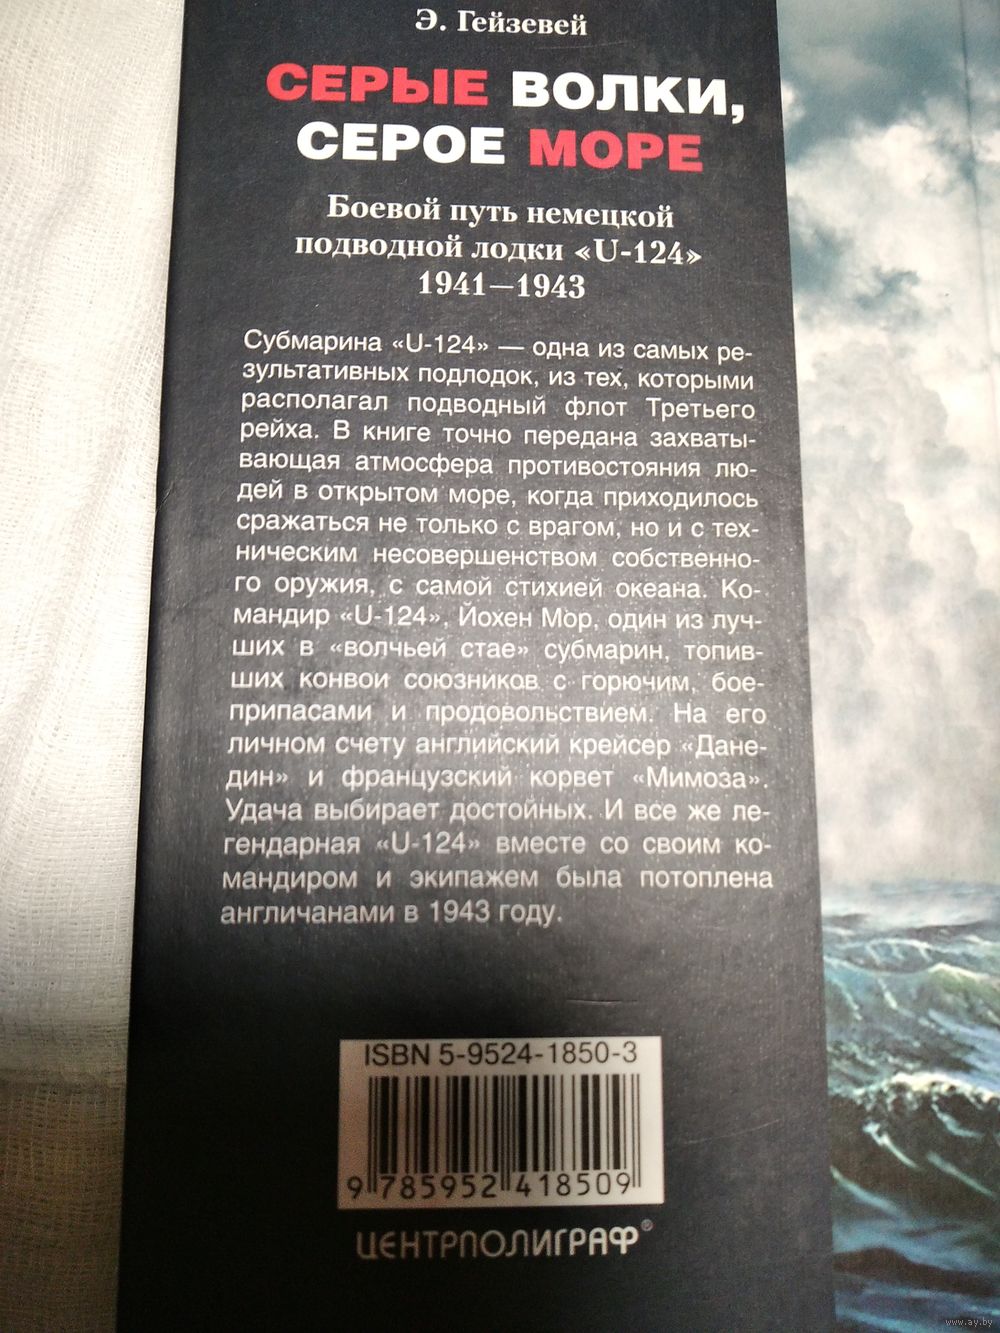 Э. Гейзевей
СЕРЫЕ ВОЛКИ,
СЕРОЕ МОРЕ
Боевой путь немецкой
подводной лодки «U-124»
1941—1943
Субмарина «U-124» — одна из самых ре-
зультативных подлодок, из тех, которыми
располагал подводный флот Третьего
рейха. В книге точно передана захваты-
вающая атмосфера противостояния лю-
дей в открытом море, когда приходилось
сражаться не только с врагом, но и с тех-
ническим несовершенством собственно-
го оружия, с самой стихией океана. Ко-
мандир «U-124», Йохен Мор, один из луч-
ших в «волчьей стае» субмарин, топив-
ших конвои союзников с горючим, бое-
припасами и продовольствием. На его
личном счету английский крейсер «Дане-
дин» и французский корвет «Мимоза».
Удача выбирает достойных. И все же ле-
гендарная «U-124» вместе со своим ко-
мандиром и экипажем была потоплена
англичанами в 1943 году.
ISBN 5-9524-1850-3
9 785952 418509
ЦЕНТРПОЛИГРАФ®
www.ay.by